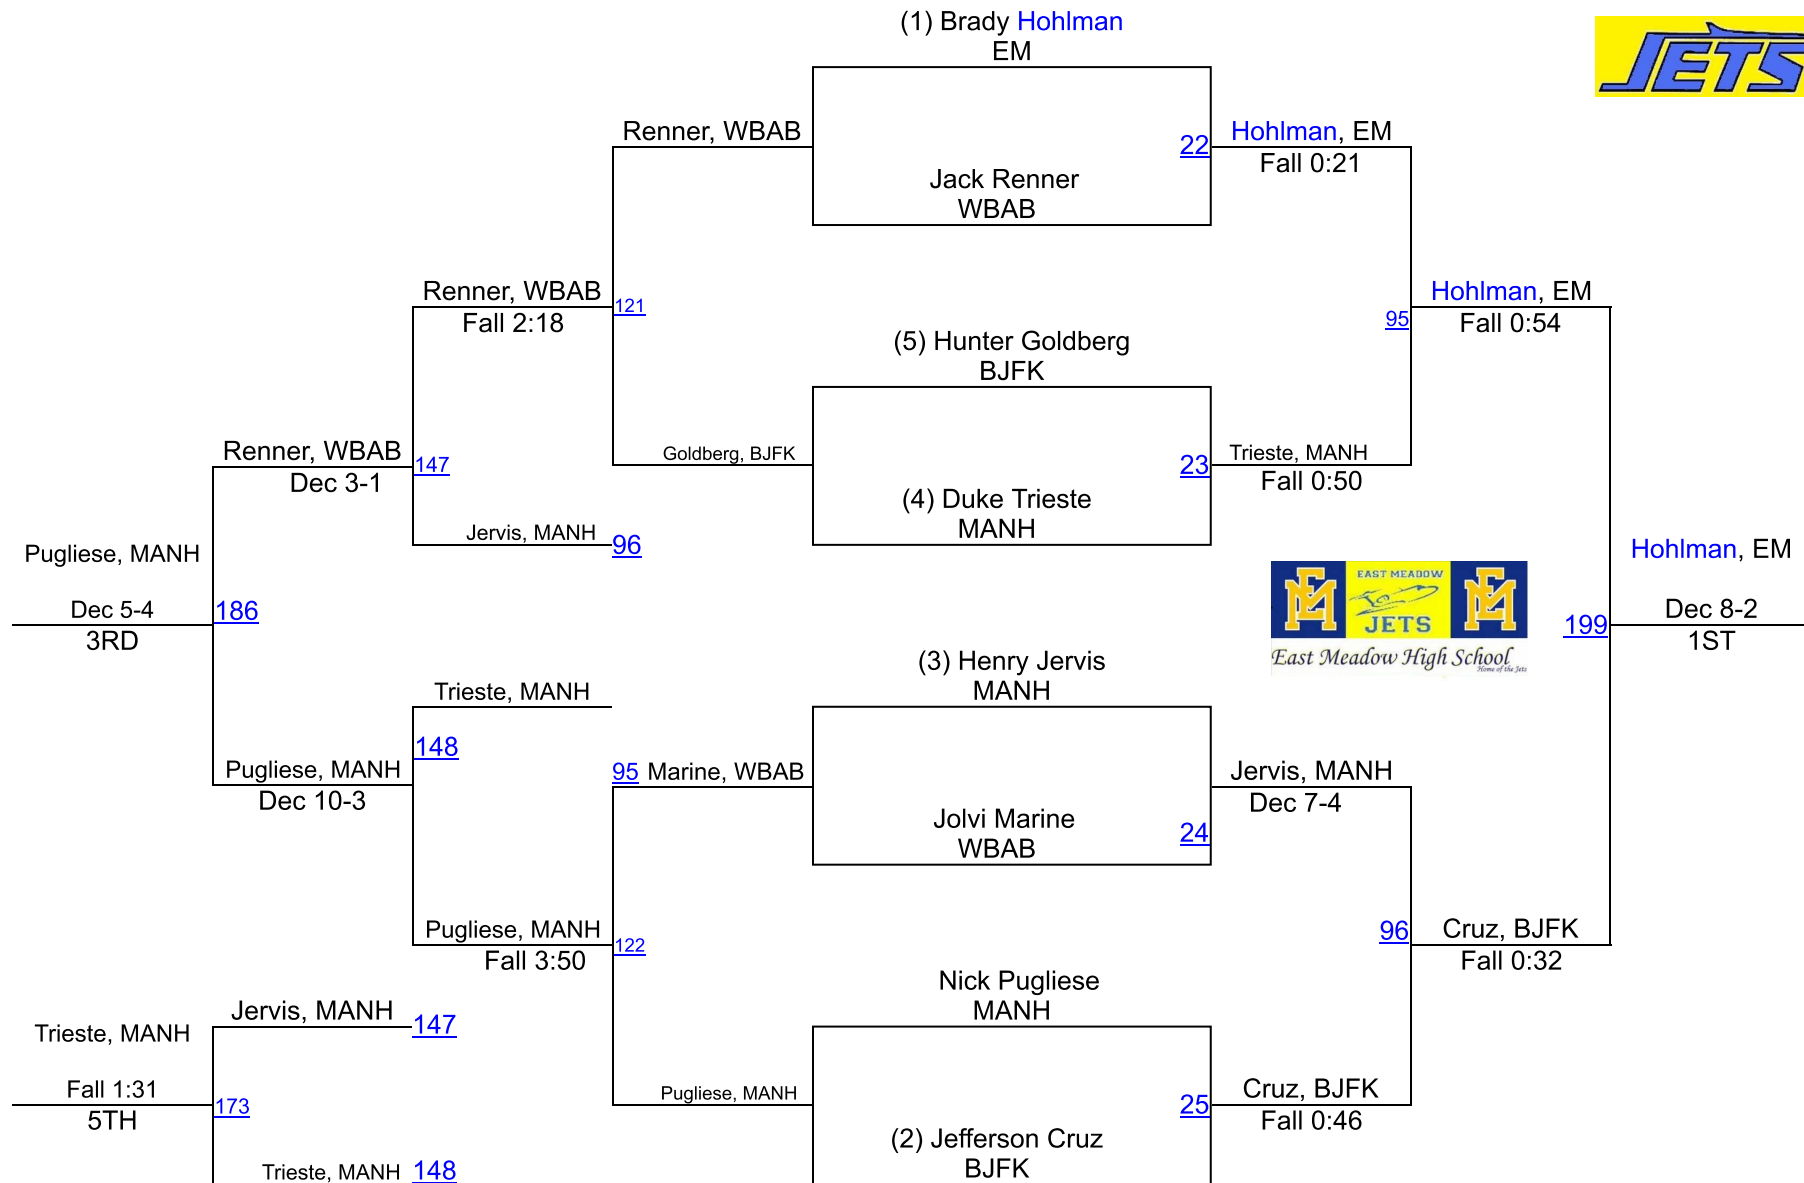 (1) Brady Hohlman
EM
JETS
Renner, WBAB
22
Hohlman, EM
Fall 0:21
Jack Renner
WBAB
Renner, WBAB
121
Fall 2:18
Hohlman, EM
95
Fall 0:54
(5) Hunter Goldberg
BJFK
Renner, WBAB
147
Dec 3-1
Goldberg, BJFK
23
Trieste, MANH
Fall 0:50
(4) Duke Trieste
MANH
Jervis, MANH
96
Pugliese, MANH
Dec 5-4
186
3RD
EAST MEADOW
EM
JETS
EM
East Meadow High School
Home of the Jets
Hohlman, EM
Dec 8-2
199
1ST
(3) Henry Jervis
MANH
Trieste, MANH
148
Pugliese, MANH
Dec 10-3
95 Marine, WBAB
Jervis, MANH
Dec 7-4
Jolvi Marine
WBAB
24
Pugliese, MANH
122
Fall 3:50
96
Cruz, BJFK
Fall 0:32
Nick Pugliese
MANH
Jervis, MANH
147
Trieste, MANH
Fall 1:31
173
5TH
Pugliese, MANH
25
Cruz, BJFK
Fall 0:46
(2) Jefferson Cruz
BJFK
Trieste, MANH
148